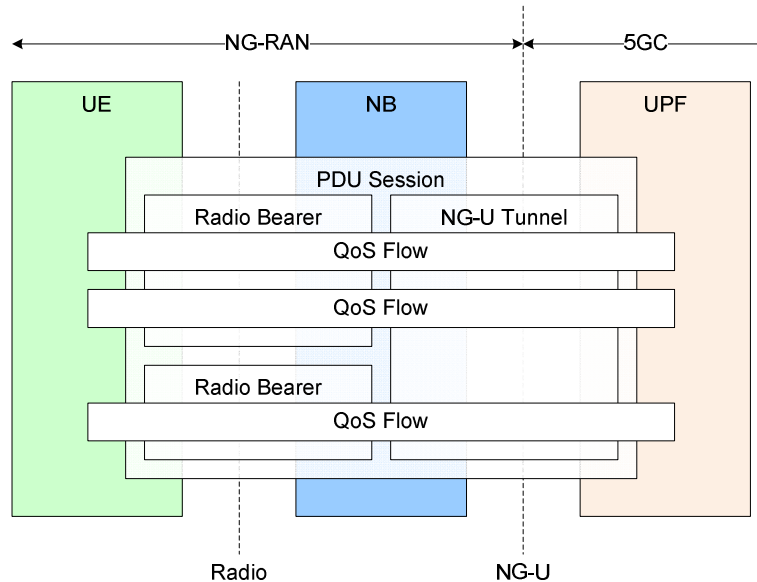 NG-RAN
5GC
UE
NB
UPF
PDU Session
Radio Bearer
NG-U Tunnel
QoS Flow
QoS Flow
Radio Bearer
QoS Flow
Radio
NG-U